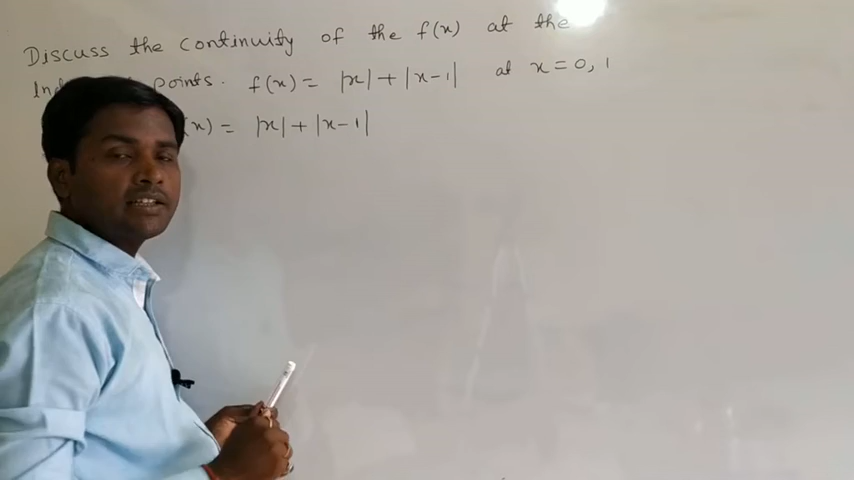 Discuss the continuity of the f(x) at the
points. f(x) = |x| + |x-1| at x = 0, 1
(x) = |x| + |x-1|